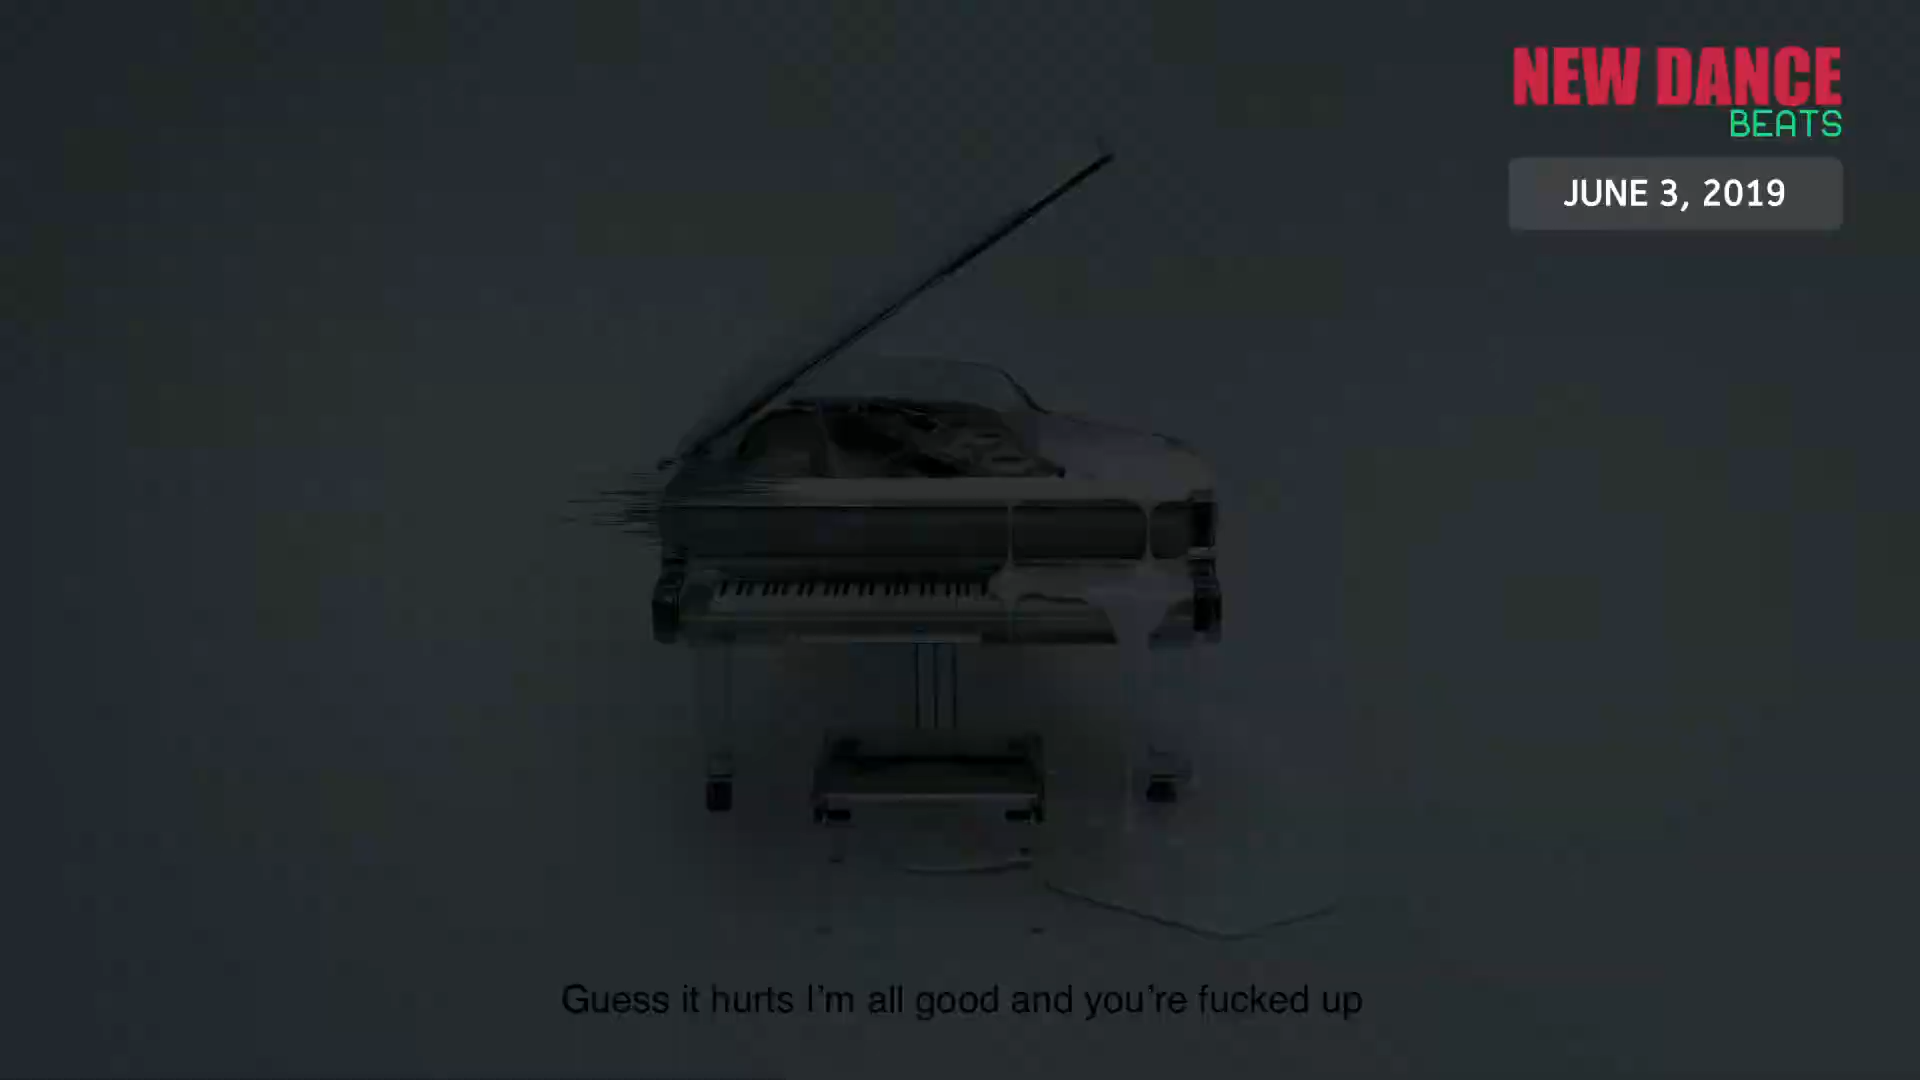 NEW DANCE
BEATS
JUNE 3, 2019
Guess it hurts I'm all good and you're fucked up